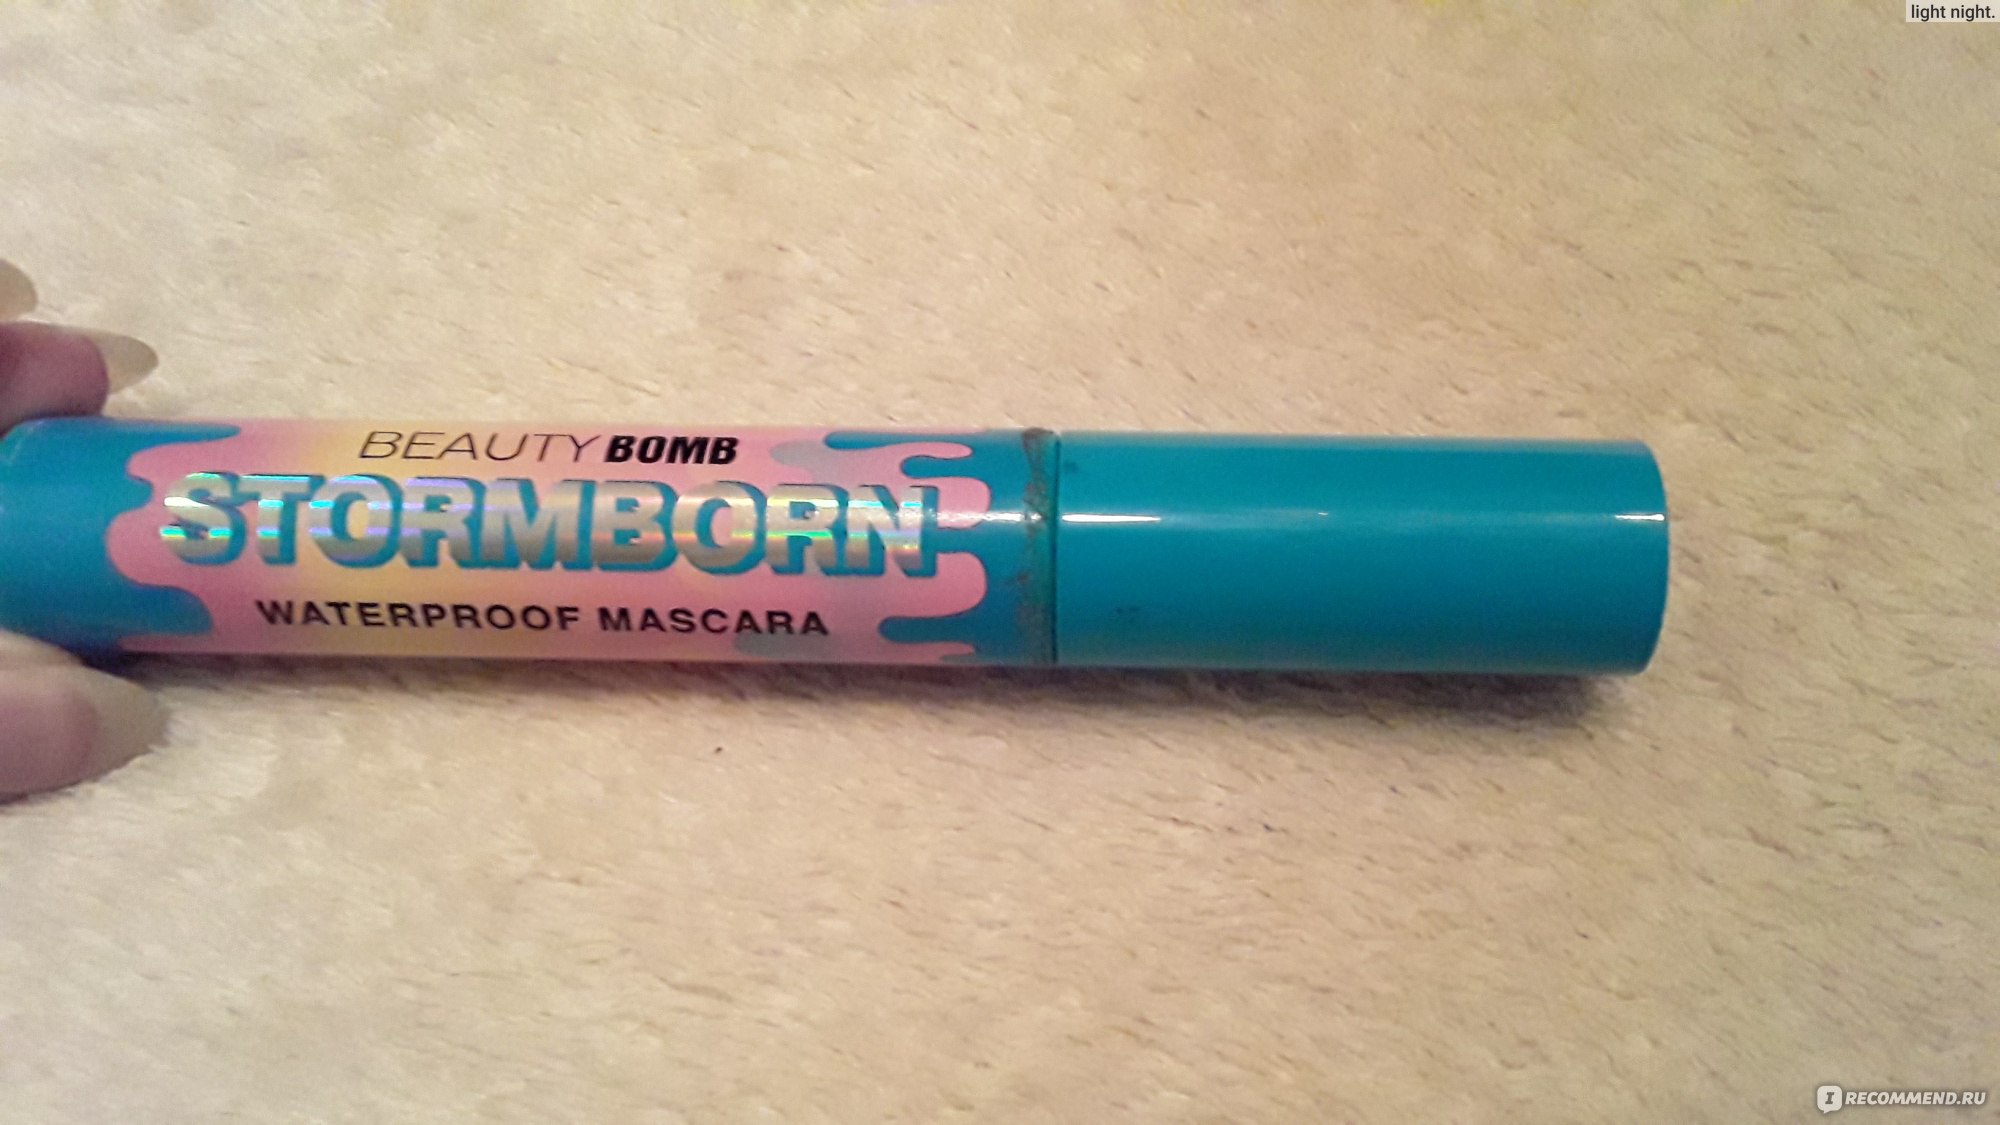 light night.
BEAUTY BOMB
STORMBORN
WATERPROOF MASCARA
I RECOMMEND.RU